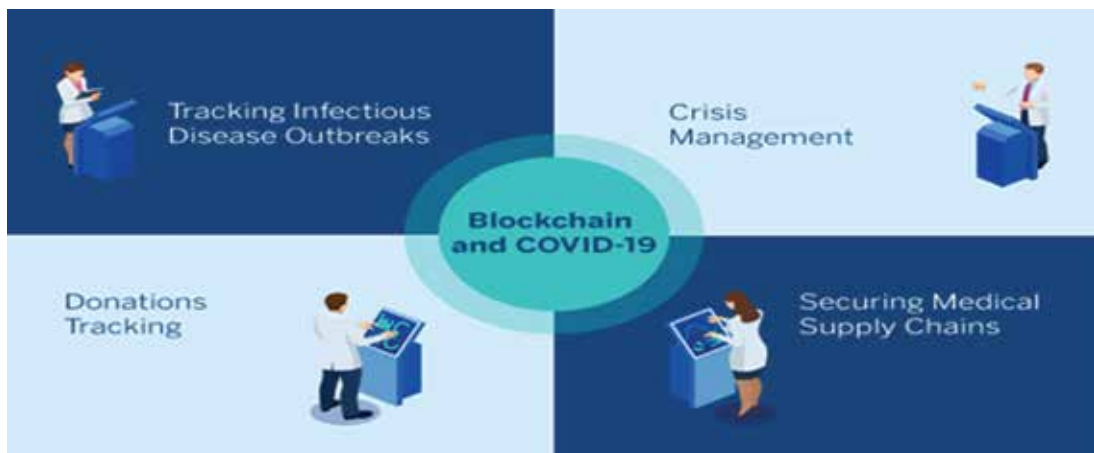 Tracking Infectious
Disease Outbreaks
Crisis
Management
Blockchain
and COVID-19
Donations
Tracking
Securing Medical
Supply Chains